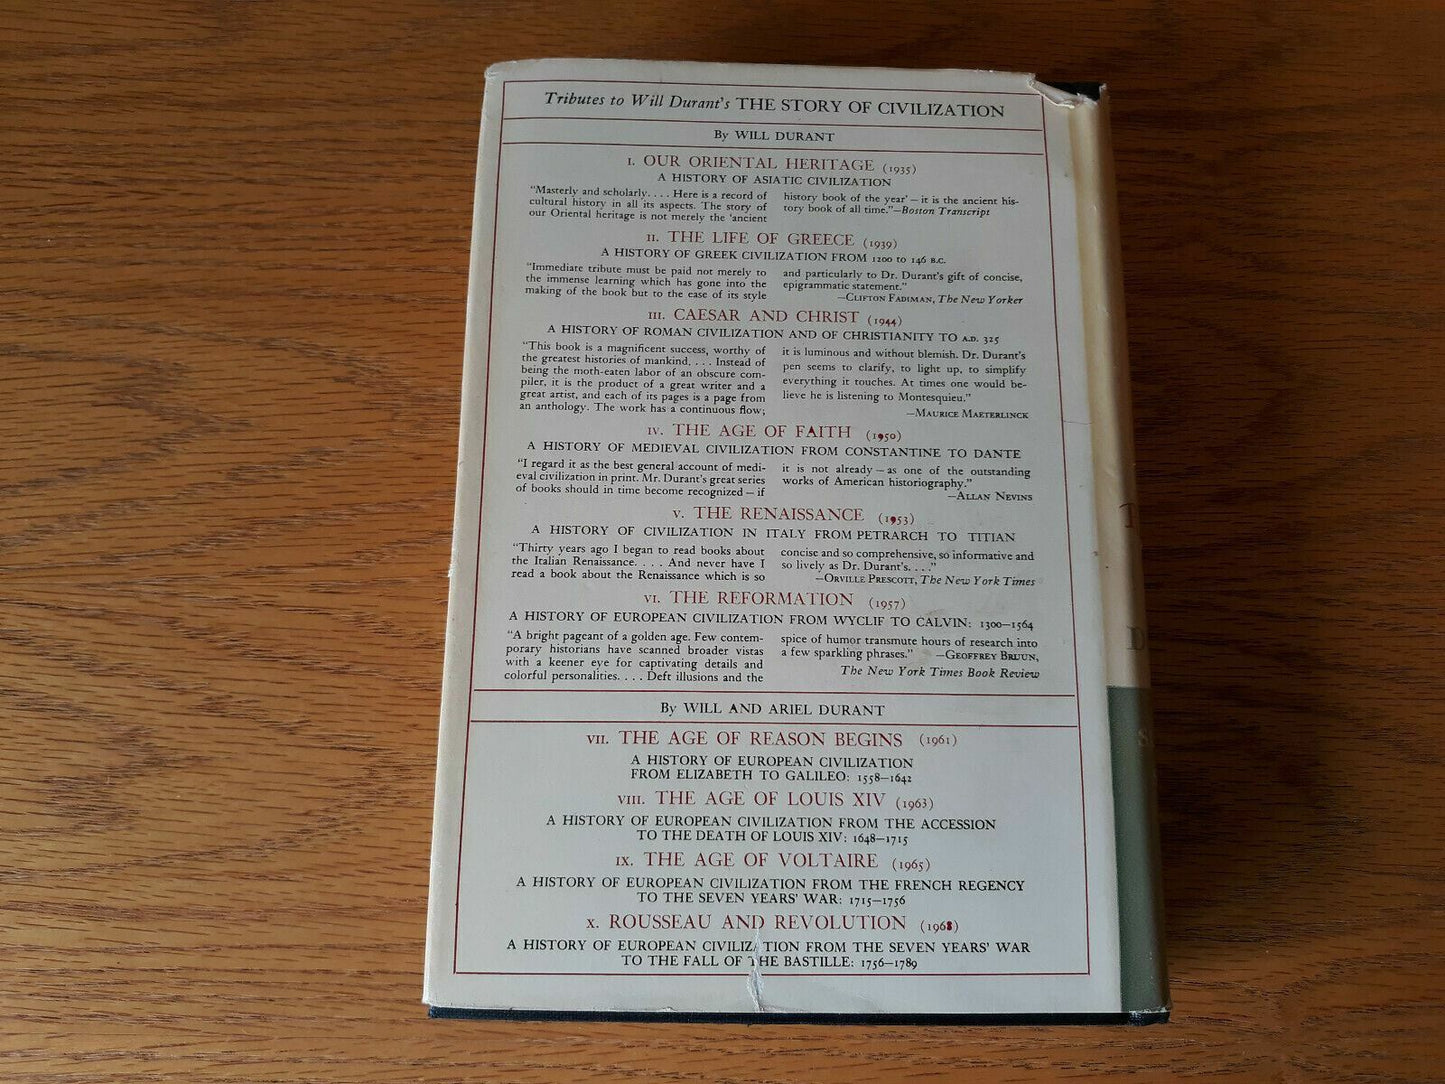 Tributes to Will Durant's THE STORY OF CIVILIZATION
By WILL DURANT
I. OUR ORIENTAL HERITAGE (1935)
A HISTORY OF ASIATIC CIVILIZATION
"Masterly and scholarly. . . . Here is a record of
cultural history in all its aspects. The story of
our Oriental heritage is not merely the 'ancient
history book of the year' – it is the ancient his-
tory book of all time." —Boston Transcript
II. THE LIFE OF GREECE (1939)
A HISTORY OF GREEK CIVILIZATION FROM 1200 TO 146 B.C.
"Immediate tribute must be paid not merely to
the immense learning which has gone into the
making of the book but to the ease of its style
and particularly to Dr. Durant's gift of concise,
epigrammatic statement."
—CLIFTON FADIMAN, The New Yorker
III. CAESAR AND CHRIST (1944)
A HISTORY OF ROMAN CIVILIZATION AND OF CHRISTIANITY TO A.D. 325
"This book is a magnificent success, worthy of
the greatest histories of mankind. . . . Instead of
being the moth-eaten labor of an obscure com-
piler, it is the product of a great writer and a
great artist, and each of its pages is a page from
an anthology. The work has a continuous flow;
it is luminous and without blemish. Dr. Durant's
pen seems to clarify, to light up, to simplify
everything it touches. At times one would be-
lieve he is listening to Montesquieu."
—MAURICE MAETERLINCK
IV. THE AGE OF FAITH (1950)
A HISTORY OF MEDIEVAL CIVILIZATION FROM CONSTANTINE TO DANTE
"I regard it as the best general account of medi-
eval civilization in print. Mr. Durant's great series
of books should in time become recognized – if
it is not already – as one of the outstanding
works of American historiography."
—ALLAN NEVINS
V. THE RENAISSANCE (1953)
A HISTORY OF CIVILIZATION IN ITALY FROM PETRARCH TO TITIAN
"Thirty years ago I began to read books about
the Italian Renaissance. . . . And never have I
read a book about the Renaissance which is so
concise and so comprehensive, so informative and
so lively as Dr. Durant's. . . ."
—ORVILLE PRESCOTT, The New York Times
VI. THE REFORMATION (1957)
A HISTORY OF EUROPEAN CIVILIZATION FROM WYCLIF TO CALVIN: 1300–1564
"A bright pageant of a golden age. Few contem-
porary historians have scanned broader vistas
with a keener eye for captivating details and
colorful personalities. . . . Deft illusions and the
spice of humor transmute hours of research into
a few sparkling phrases." —GEOFFREY BRUUN,
The New York Times Book Review
By WILL AND ARIEL DURANT
VII. THE AGE OF REASON BEGINS (1961)
A HISTORY OF EUROPEAN CIVILIZATION
FROM ELIZABETH TO GALILEO: 1558–1642
VIII. THE AGE OF LOUIS XIV (1963)
A HISTORY OF EUROPEAN CIVILIZATION FROM THE ACCESSION
TO THE DEATH OF LOUIS XIV: 1648–1715
IX. THE AGE OF VOLTAIRE (1965)
A HISTORY OF EUROPEAN CIVILIZATION FROM THE FRENCH REGENCY
TO THE SEVEN YEARS' WAR: 1715–1756
X. ROUSSEAU AND REVOLUTION (1968)
A HISTORY OF EUROPEAN CIVILIZATION FROM THE SEVEN YEARS' WAR
TO THE FALL OF THE BASTILLE: 1756–1789